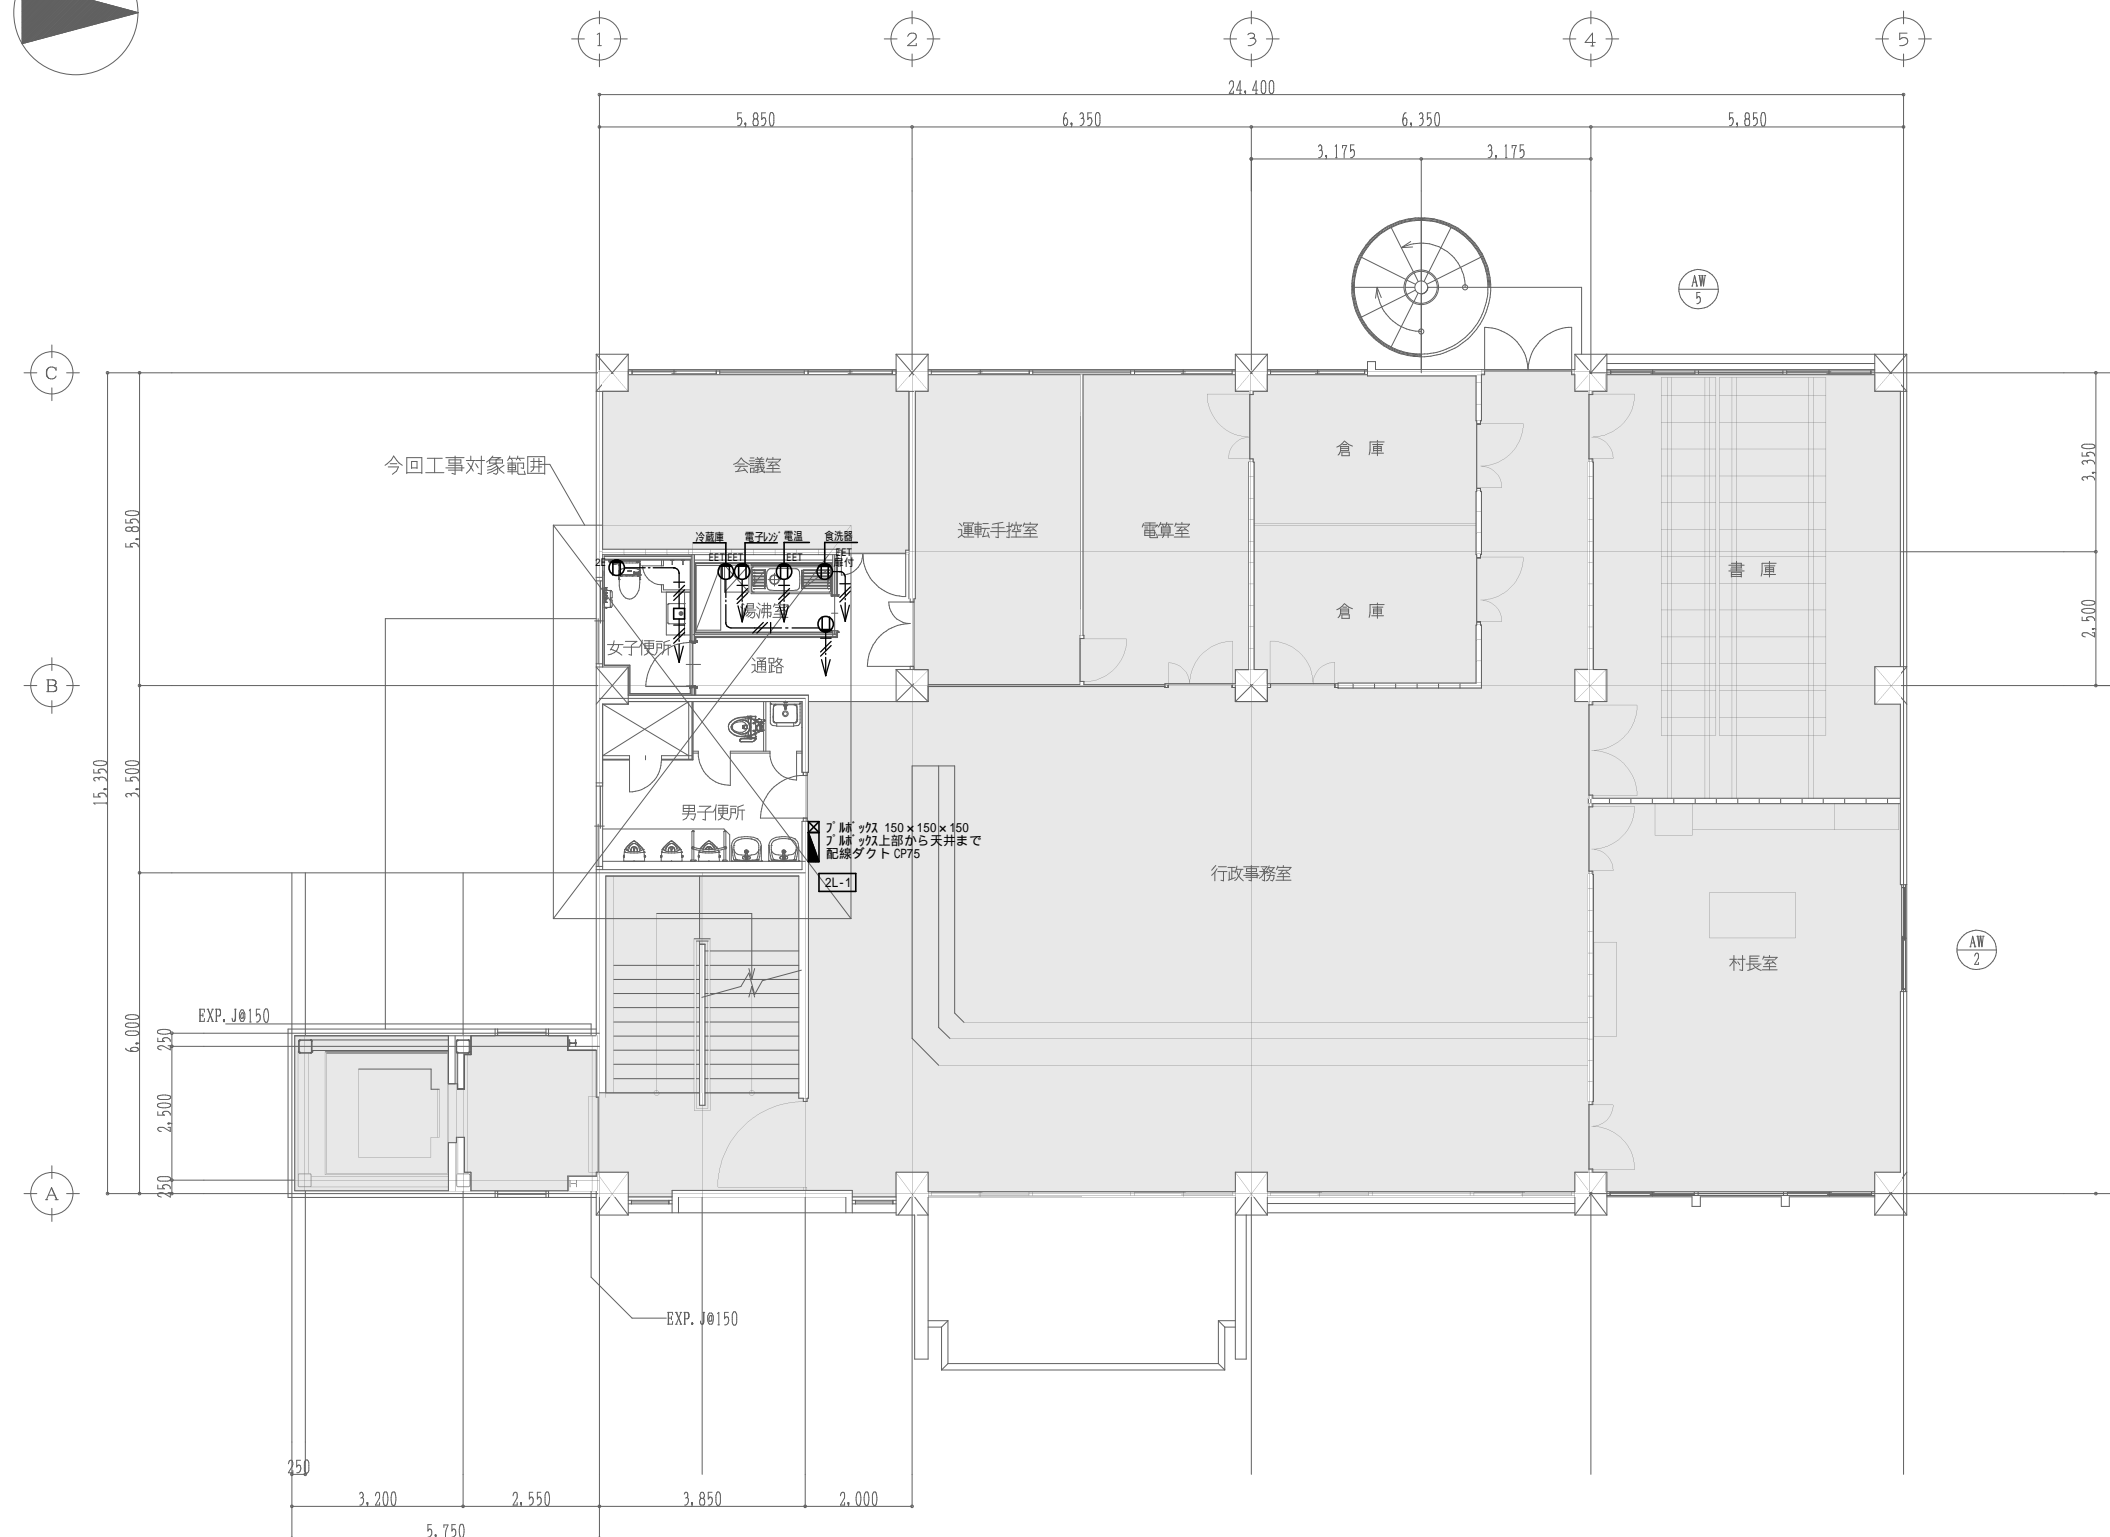 1
2
3
4
5
24,400
5,850
6,350
6,350
5,850
3,175
3,175
AW
5
C
今回工事対象範囲
会議室
倉 庫
3,350
5,850
運転手控室
電算室
冷蔵庫
電子ﾚﾝｼﾞ
電温
食洗器
EET
EET
EET
EET
扉付
2E
書 庫
湯沸室
倉 庫
2,500
女子便所
通路
B
15,350
3,500
男子便所
ﾌﾟﾙﾎﾞｯｸｽ 150×150×150
ﾌﾟﾙﾎﾞｯｸｽ上部から天井まで
配線ダクト CP75
2L-1
行政事務室
村長室
AW
2
EXP.J@150
6,000
250
2,500
250
A
EXP.J@150
250
3,200
2,550
3,850
2,000
5,750